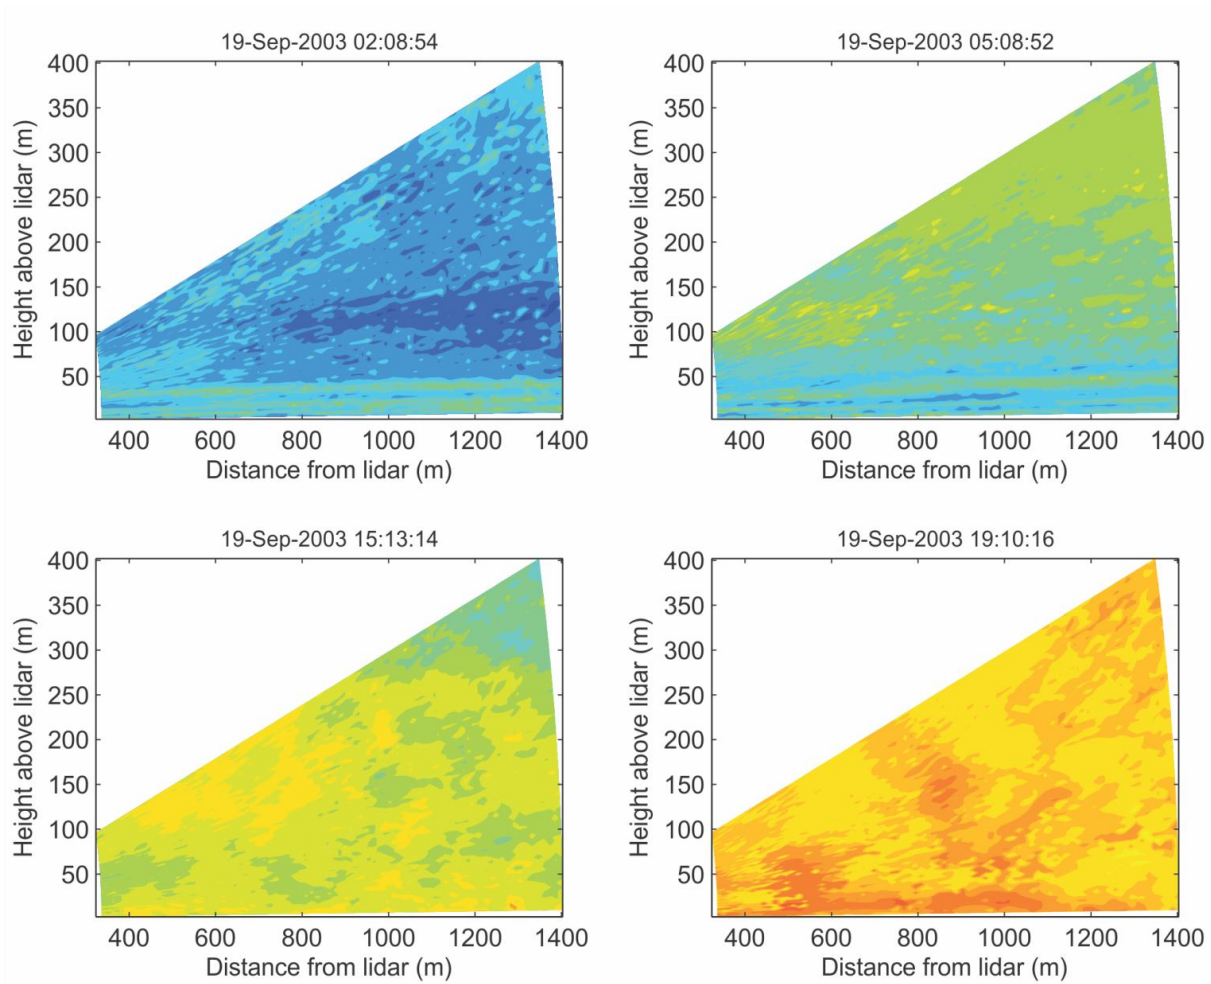 19-Sep-2003 02:08:54
400
350
300
250
200
150
100
50
Height above lidar (m)
400 600 800 1000 1200 1400
Distance from lidar (m)
19-Sep-2003 05:08:52
400
350
300
250
200
150
100
50
Height above lidar (m)
400 600 800 1000 1200 1400
Distance from lidar (m)
19-Sep-2003 15:13:14
400
350
300
250
200
150
100
50
Height above lidar (m)
400 600 800 1000 1200 1400
Distance from lidar (m)
19-Sep-2003 19:10:16
400
350
300
250
200
150
100
50
Height above lidar (m)
400 600 800 1000 1200 1400
Distance from lidar (m)